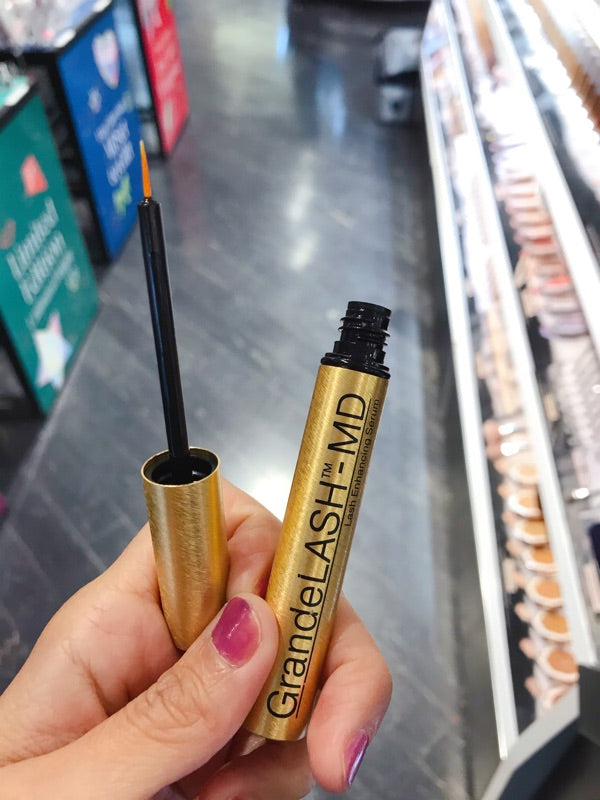 Limited
Edition
GrandeLASH™-MD
Lash Enhancing Serum